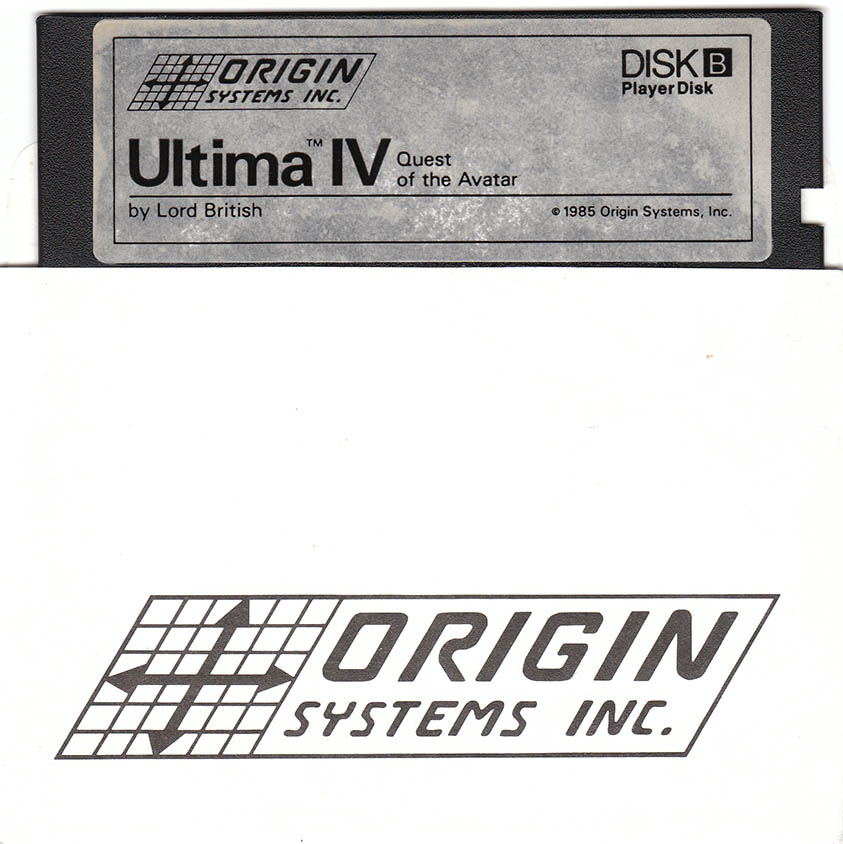 ORIGIN
SYSTEMS INC.
DISK B
Player Disk
Ultima™ IV Quest
of the Avatar
by Lord British
© 1985 Origin Systems, Inc.
ORIGIN
SYSTEMS INC.